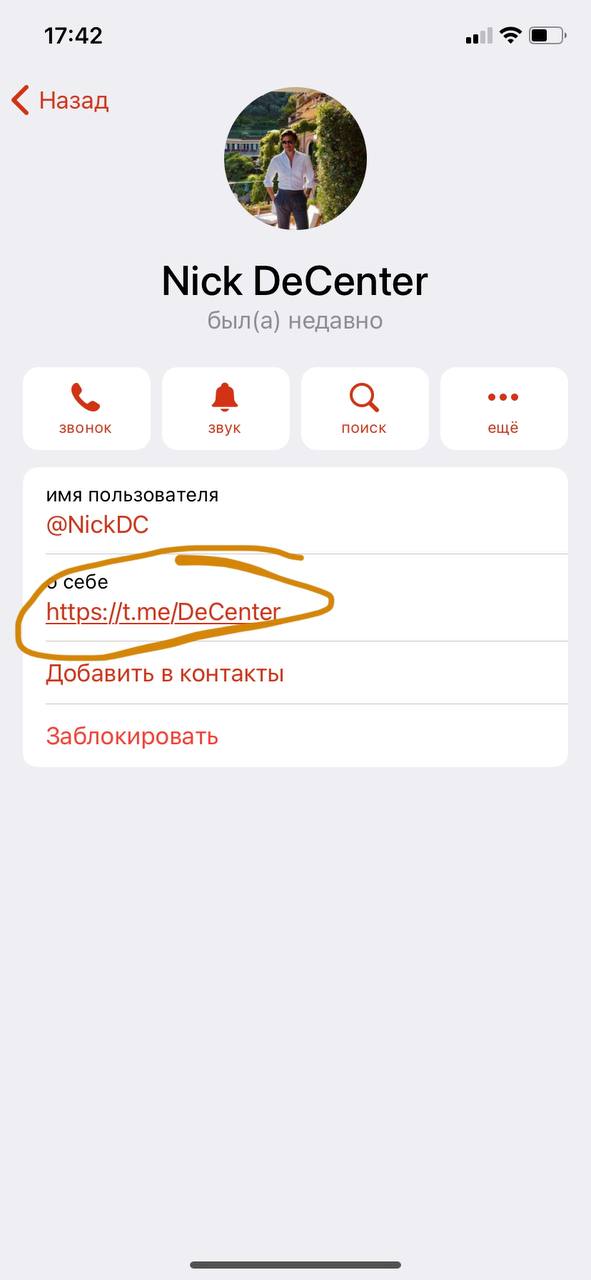 17:42
Назад
Nick DeCenter
был(а) недавно
звонок
звук
поиск
ещё
имя пользователя
@NickDC
о себе
https://t.me/DeCenter
Добавить в контакты
Заблокировать